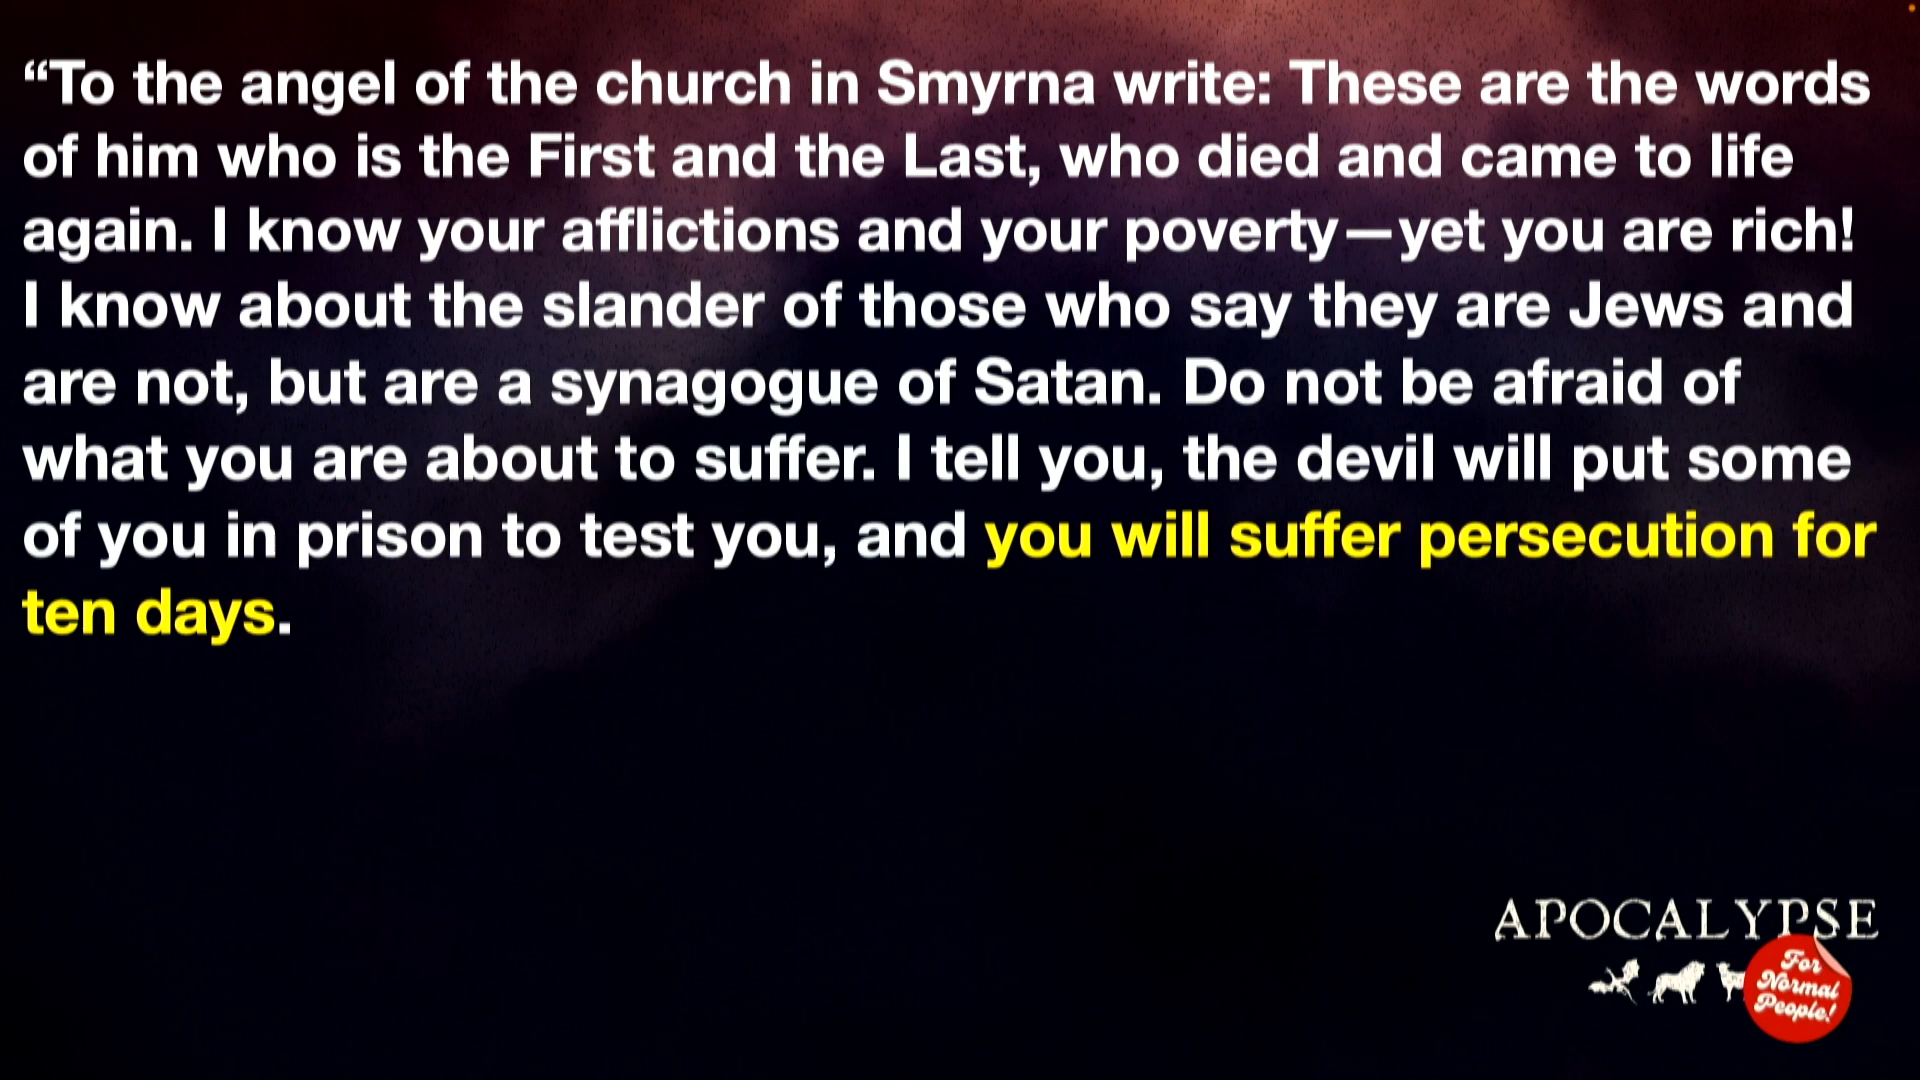 “To the angel of the church in Smyrna write: These are the words
of him who is the First and the Last, who died and came to life
again. I know your afflictions and your poverty—yet you are rich!
I know about the slander of those who say they are Jews and
are not, but are a synagogue of Satan. Do not be afraid of
what you are about to suffer. I tell you, the devil will put some
of you in prison to test you, and you will suffer persecution for
ten days.
APOCALYPSE
For
Normal
People!